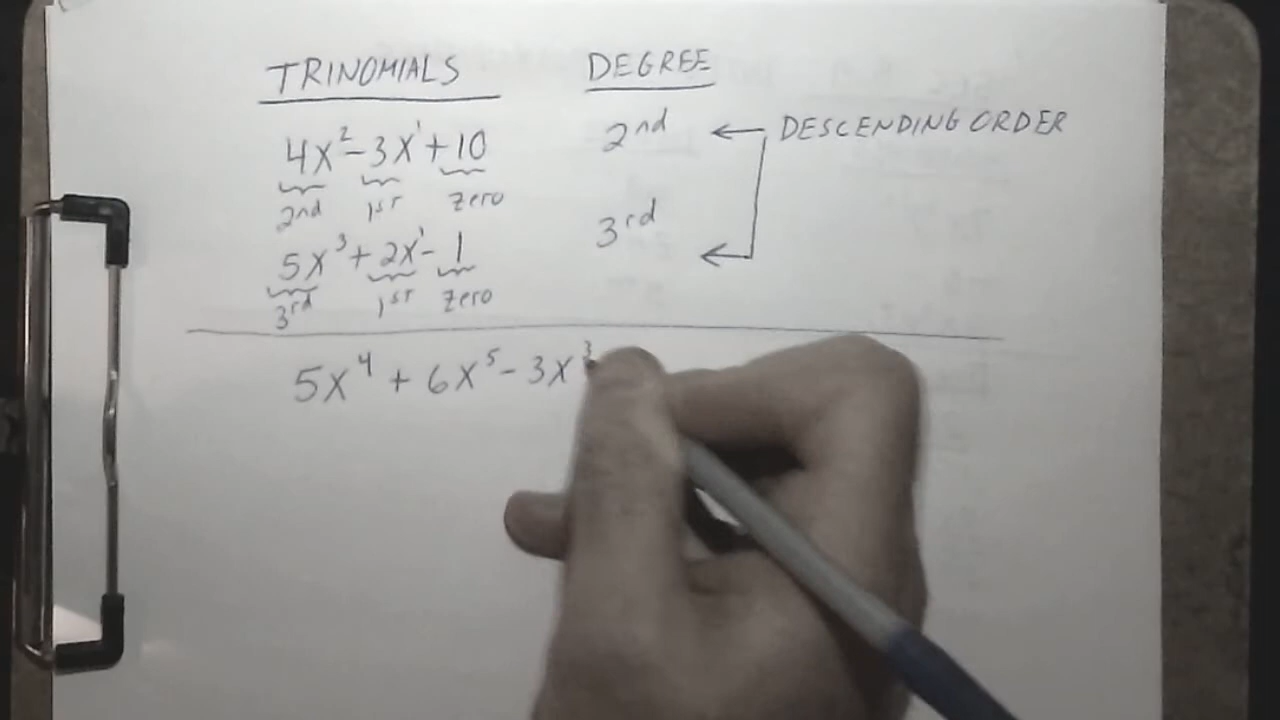 TRINOMIALS DEGREE
4x² - 3x¹ + 10 2nd ← DESCENDING ORDER
2nd 1st zero
5x³ + 2x¹ - 1 3rd ←
3rd 1st zero
5x⁴ + 6x⁵ - 3x³